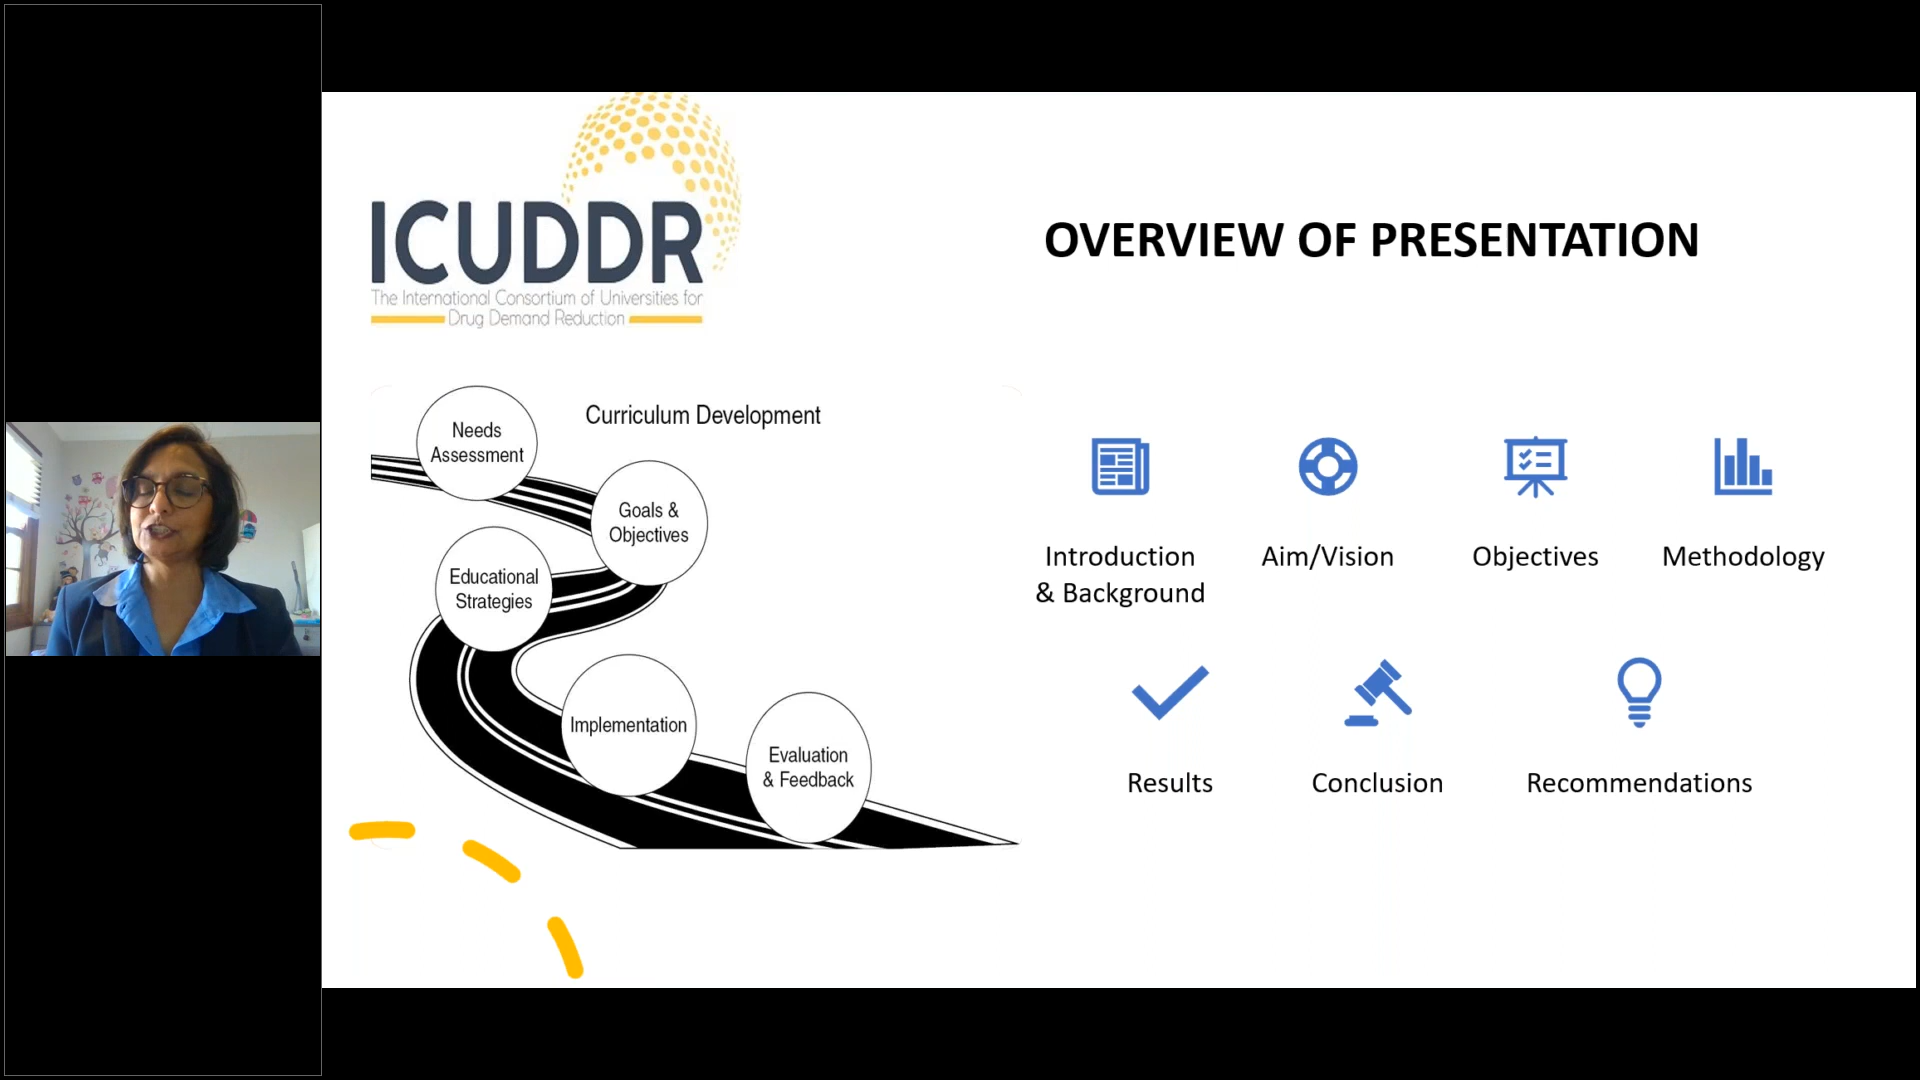 ICUDDR
The International Consortium of Universities for
Drug Demand Reduction
OVERVIEW OF PRESENTATION
Curriculum Development
Needs
Assessment
Goals &
Objectives
Educational
Strategies
Implementation
Evaluation
& Feedback
Introduction
& Background
Aim/Vision
Objectives
Methodology
Results
Conclusion
Recommendations